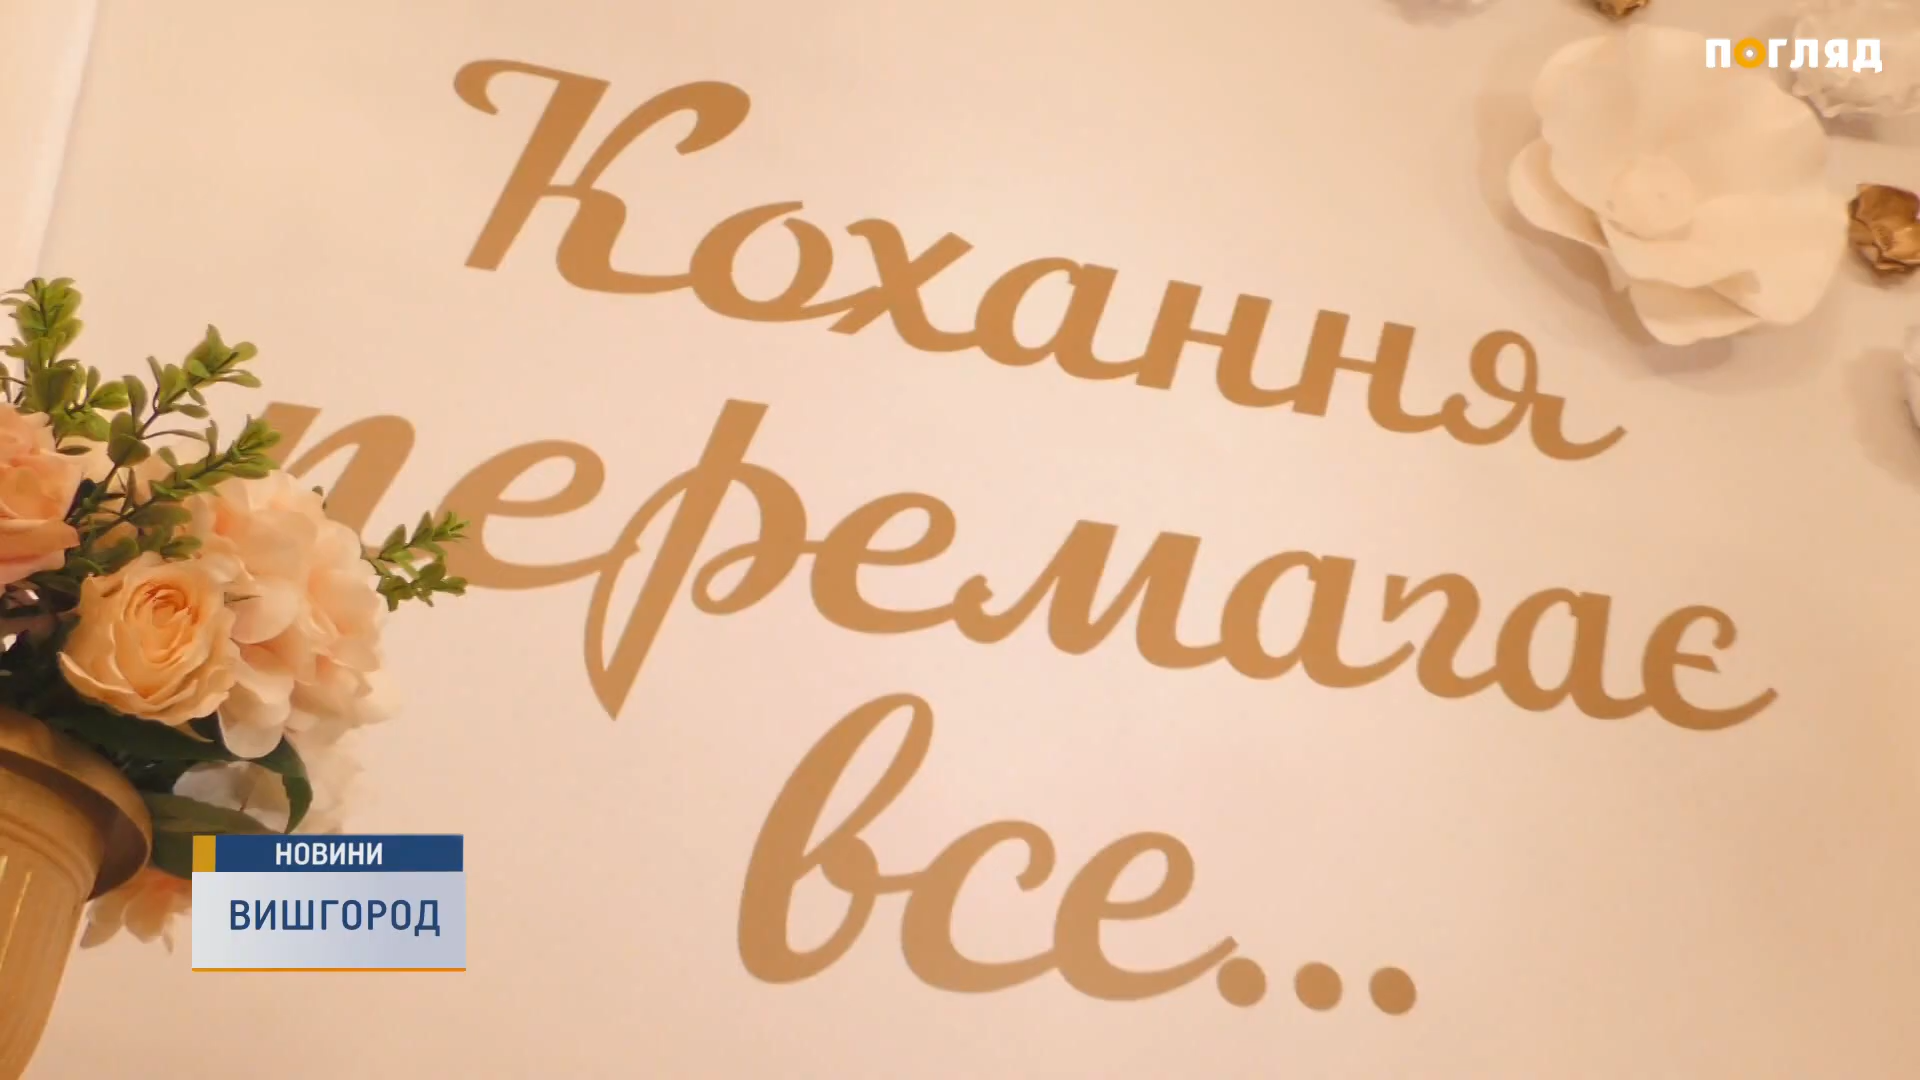 ПОГЛЯД
Кохання
перемагає
все...
НОВИНИ
ВИШГОРОД